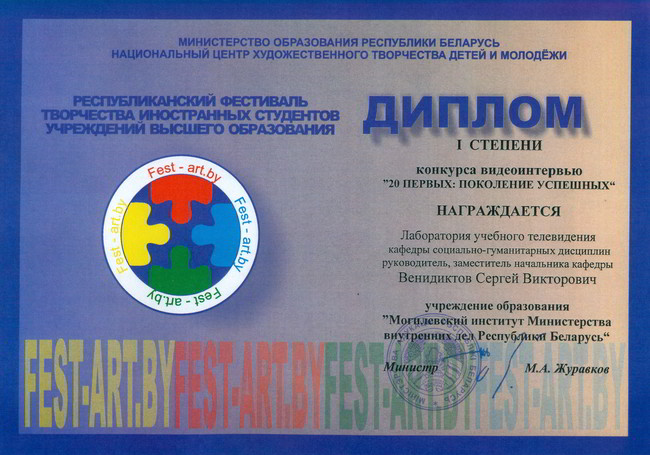 МИНИСТЕРСТВО ОБРАЗОВАНИЯ РЕСПУБЛИКИ БЕЛАРУСЬ
НАЦИОНАЛЬНЫЙ ЦЕНТР ХУДОЖЕСТВЕННОГО ТВОРЧЕСТВА ДЕТЕЙ И МОЛОДЁЖИ
РЕСПУБЛИКАНСКИЙ ФЕСТИВАЛЬ
ТВОРЧЕСТВА ИНОСТРАННЫХ СТУДЕНТОВ
УЧРЕЖДЕНИЙ ВЫСШЕГО ОБРАЗОВАНИЯ
Fest - art.by
Fest - art.by
Fest - art.by
Fest - art.by
ДИПЛОМ
I СТЕПЕНИ
конкурса видеоинтервью
"20 ПЕРВЫХ: ПОКОЛЕНИЕ УСПЕШНЫХ“
НАГРАЖДАЕТСЯ
Лаборатория учебного телевидения
кафедры социально-гуманитарных дисциплин
руководитель, заместитель начальника кафедры
Венидиктов Сергей Викторович
учреждение образования
"Могилевский институт Министерства
внутренних дел Республики Беларусь“
Министр М.А. Журавков
FEST-ART.BY FEST-ART.BY FEST-ART.BY FEST-ART.BY